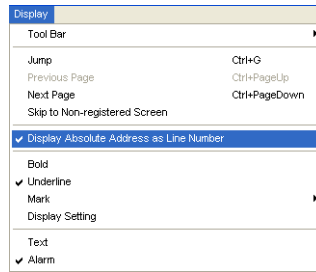 Display
Tool Bar
Jump Ctrl+G
Previous Page Ctrl+PageUp
Next Page Ctrl+PageDown
Skip to Non-registered Screen
Display Absolute Address as Line Number
Bold
Underline
Mark
Display Setting
Text
Alarm